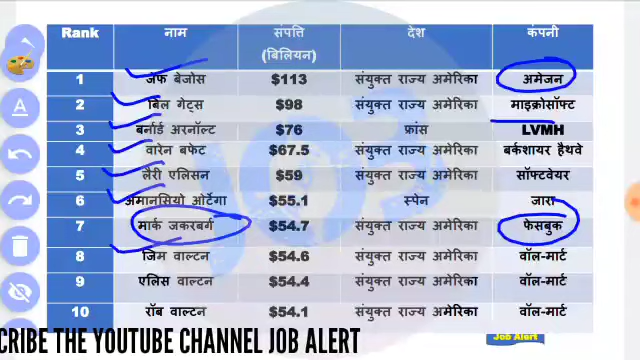 Rank नाम संपत्ति (बिलियन) देश कंपनी
1 जेफ बेजोस $113 संयुक्त राज्य अमेरिका अमेजन
2 बिल गेट्स $98 संयुक्त राज्य अमेरिका माइक्रोसॉफ्ट
3 बर्नार्ड अरनॉल्ट $76 फ्रांस LVMH
4 वारेन बफेट $67.5 संयुक्त राज्य अमेरिका बर्कशायर हैथवे
5 लेरी एलिसन $59 संयुक्त राज्य अमेरिका सॉफ्टवेयर
6 अमानसियो ओर्टेगा $55.1 स्पेन जारा
7 मार्क जकरबर्ग $54.7 संयुक्त राज्य अमेरिका फेसबुक
8 जिम वाल्टन $54.6 संयुक्त राज्य अमेरिका वॉल-मार्ट
9 एलिस वाल्टन $54.4 संयुक्त राज्य अमेरिका वॉल-मार्ट
10 रॉब वाल्टन $54.1 संयुक्त राज्य अमेरिका वॉल-मार्ट
Job Alert
CRIBE THE YOUTUBE CHANNEL JOB ALERT